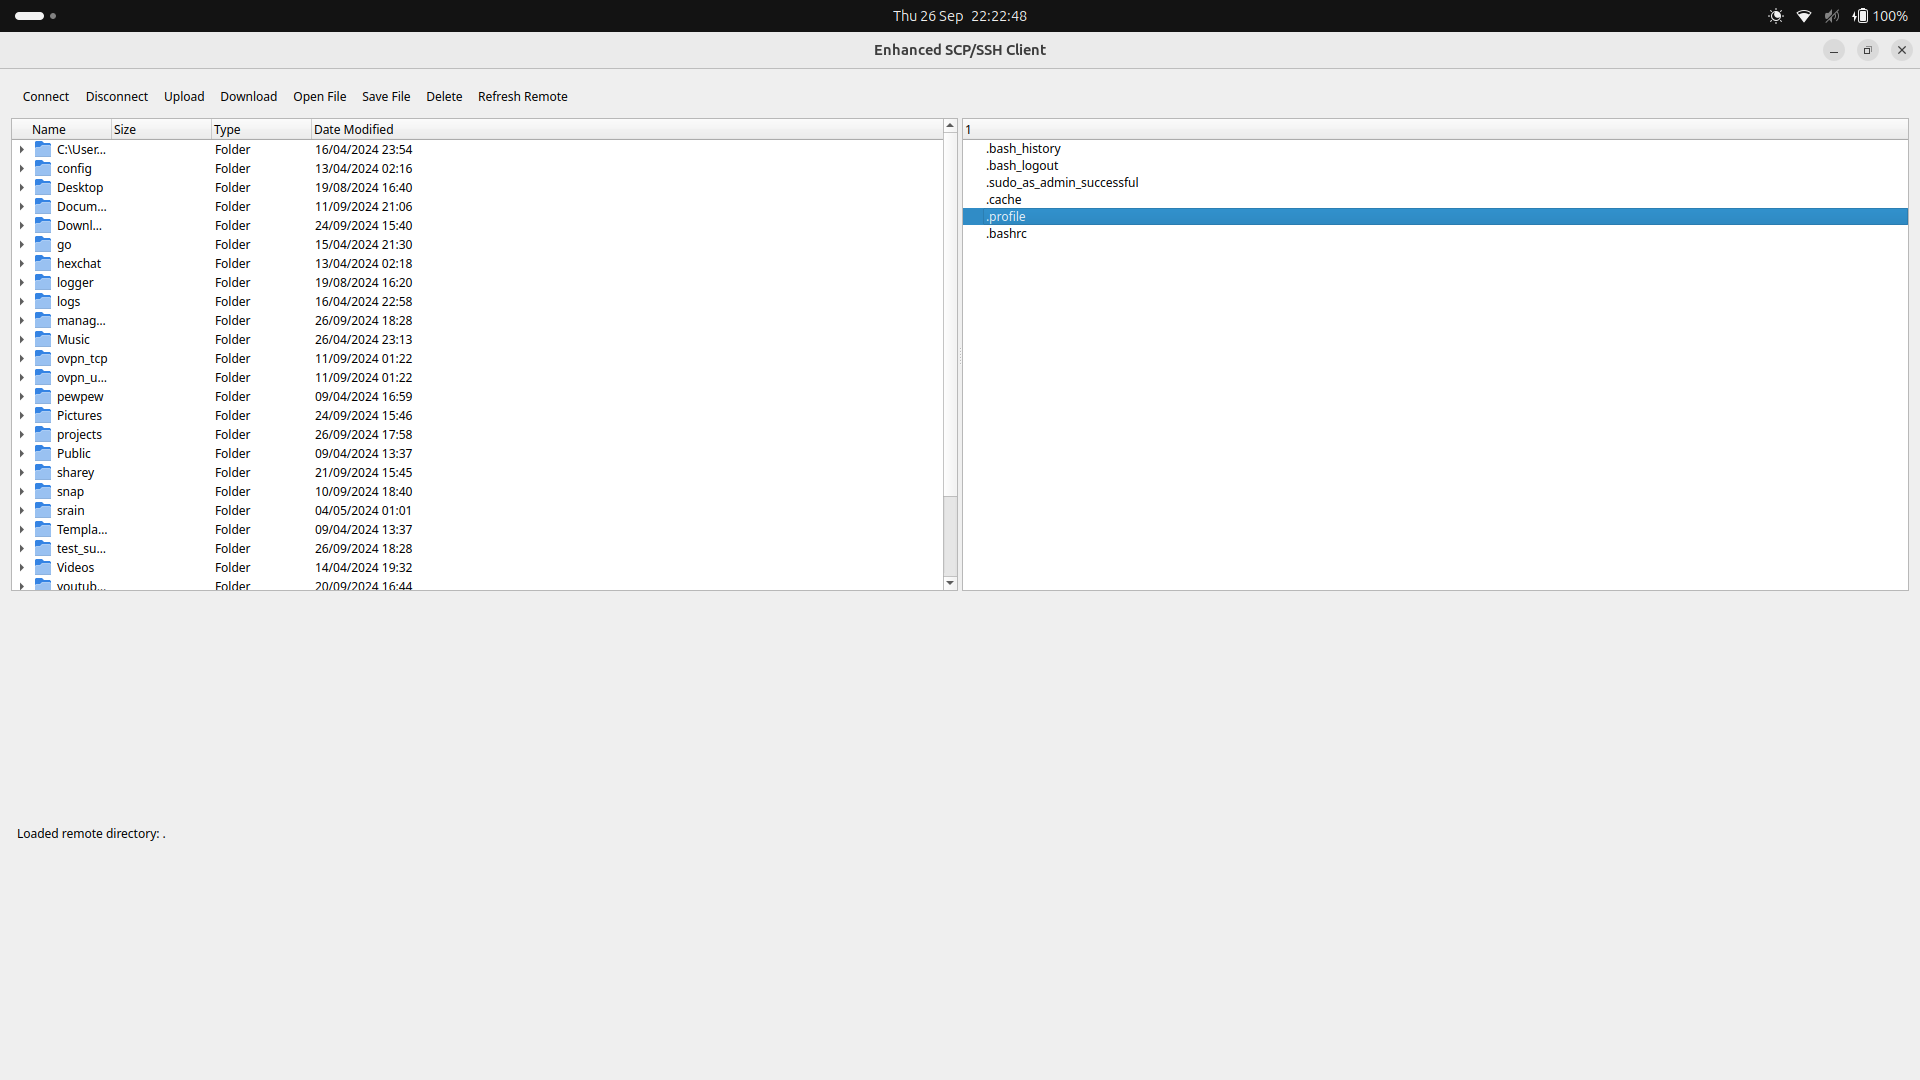 Thu 26 Sep 22:22:48
100%
Enhanced SCP/SSH Client
Connect Disconnect Upload Download Open File Save File Delete Refresh Remote
Name Size Type Date Modified
C:\User... Folder 16/04/2024 23:54
config Folder 13/04/2024 02:16
Desktop Folder 19/08/2024 16:40
Docum... Folder 11/09/2024 21:06
Downl... Folder 24/09/2024 15:40
go Folder 15/04/2024 21:30
hexchat Folder 13/04/2024 02:18
logger Folder 19/08/2024 16:20
logs Folder 16/04/2024 22:58
manag... Folder 26/09/2024 18:28
Music Folder 26/04/2024 23:13
ovpn_tcp Folder 11/09/2024 01:22
ovpn_u... Folder 11/09/2024 01:22
pewpew Folder 09/04/2024 16:59
Pictures Folder 24/09/2024 15:46
projects Folder 26/09/2024 17:58
Public Folder 09/04/2024 13:37
sharey Folder 21/09/2024 15:45
snap Folder 10/09/2024 18:40
srain Folder 04/05/2024 01:01
Templa... Folder 09/04/2024 13:37
test_su... Folder 26/09/2024 18:28
Videos Folder 14/04/2024 19:32
youtub... Folder 20/09/2024 16:44
1
.bash_history
.bash_logout
.sudo_as_admin_successful
.cache
.profile
.bashrc
Loaded remote directory: .